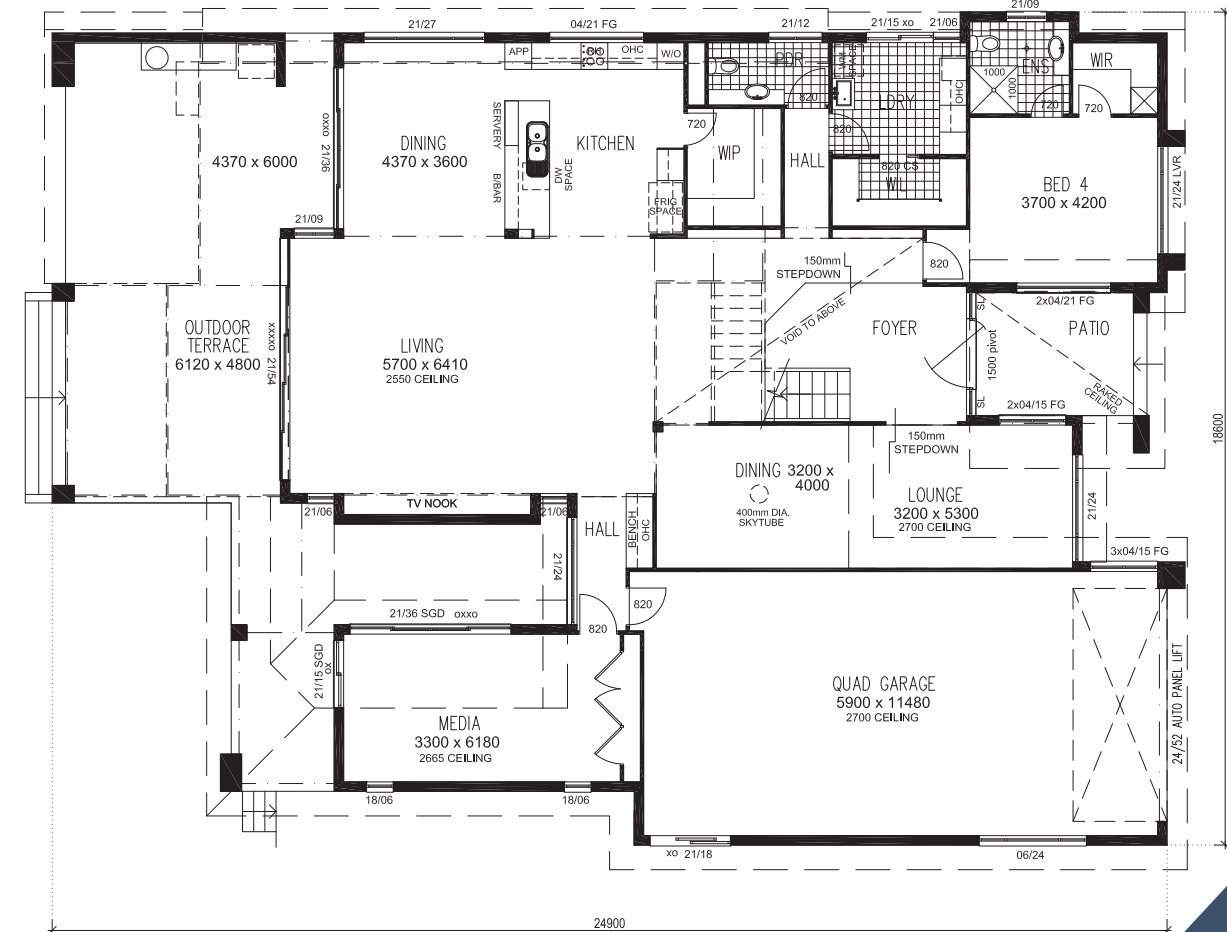 21/27
04/21 FG
21/12
21/15 xo
21/06
21/09
APP
RH
OHC
W/O
PDR
WM
SPACE
LDRY
OHC
ENS
1000
1000
WIR
720
720
820
820
820 CS
WIL
HALL
WIP
720
KITCHEN
SERVERY
B/BAR
DW
SPACE
FRIG
SPACE
DINING
4370 x 3600
oxxo 21/36
4370 x 6000
21/09
BED 4
3700 x 4200
21/24 LVR
820
150mm
STEPDOWN
VOID TO ABOVE
FOYER
SL
1500 pivot
SL
2x04/21 FG
PATIO
RAKED
CEILING
2x04/15 FG
OUTDOOR
TERRACE
6120 x 4800
xxxxo 21/54
LIVING
5700 x 6410
2550 CEILING
18600
150mm
STEPDOWN
DINING 3200 x
4000
400mm DIA.
SKYTUBE
LOUNGE
3200 x 5300
2700 CEILING
21/24
3x04/15 FG
21/06
TV NOOK
21/06
HALL
BENCH
OHC
21/24
820
820
21/36 SGD oxxo
21/15 SGD
ox
MEDIA
3300 x 6180
2665 CEILING
18/06
18/06
QUAD GARAGE
5900 x 11480
2700 CEILING
24/52 AUTO PANEL LIFT
xo 21/18
06/24
24900